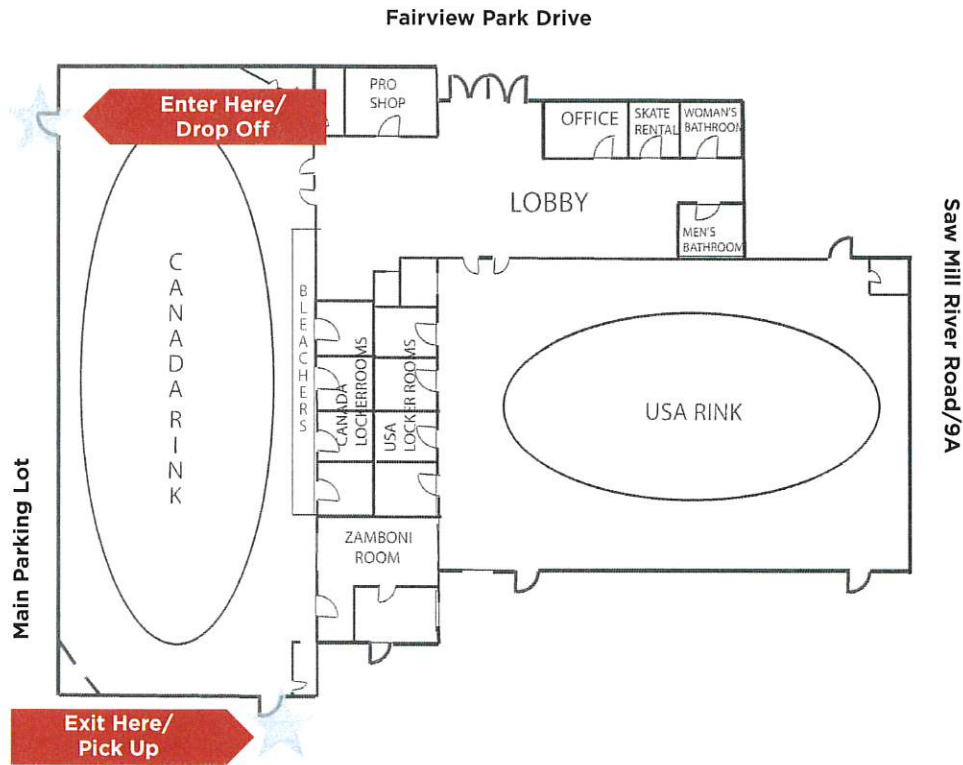 Fairview Park Drive
Enter Here/
Drop Off
PRO
SHOP
OFFICE
SKATE
RENTAL
WOMAN'S
BATHROOM
LOBBY
MEN'S
BATHROOM
Saw Mill River Road/9A
CANADA RINK
BLEACHERS
CANADA
LOCKERROOMS
USA
LOCKER ROOMS
USA RINK
Main Parking Lot
ZAMBONI
ROOM
Exit Here/
Pick Up